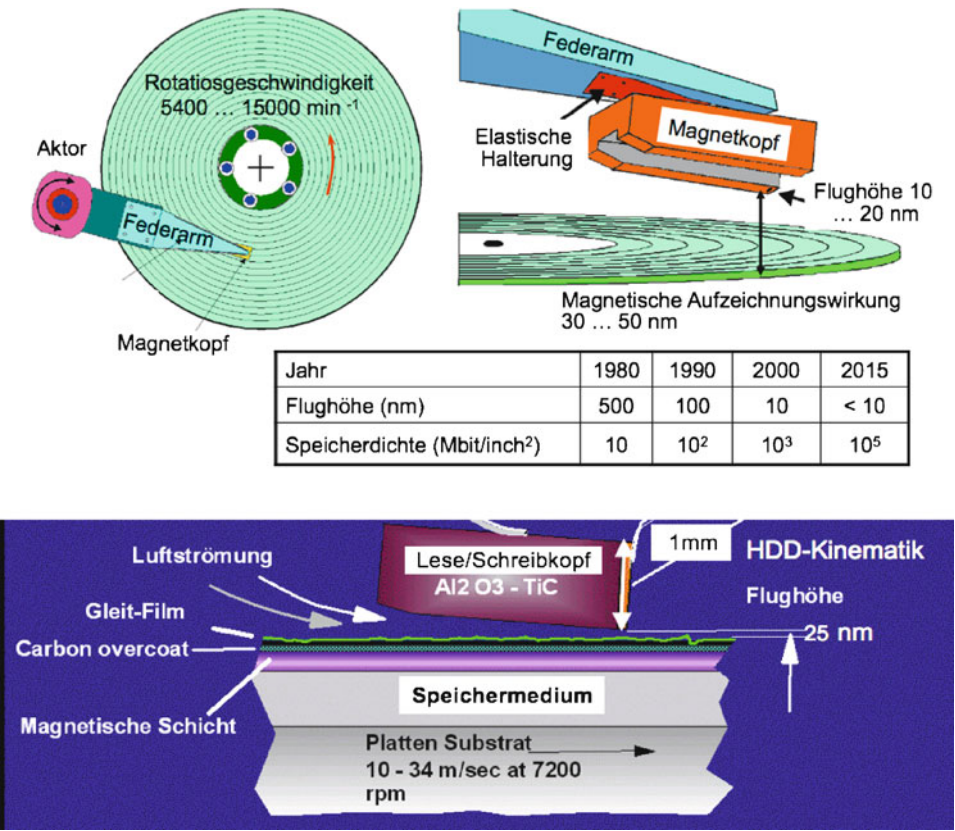 Rotatiosgeschwindigkeit
5400 ... 15000 min -1
Aktor
Federarm
Magnetkopf
Federarm
Elastische
Halterung
Magnetkopf
Flughöhe 10
... 20 nm
Magnetische Aufzeichnungswirkung
30 ... 50 nm
Jahr 1980 1990 2000 2015
Flughöhe (nm) 500 100 10 < 10
Speicherdichte (Mbit/inch²) 10 10² 10³ 10⁵
Luftströmung
Gleit-Film
Carbon overcoat
Magnetische Schicht
Lese/Schreibkopf
Al2 O3 - TiC
1mm
HDD-Kinematik
Flughöhe
25 nm
Speichermedium
Platten Substrat
10 - 34 m/sec at 7200
rpm